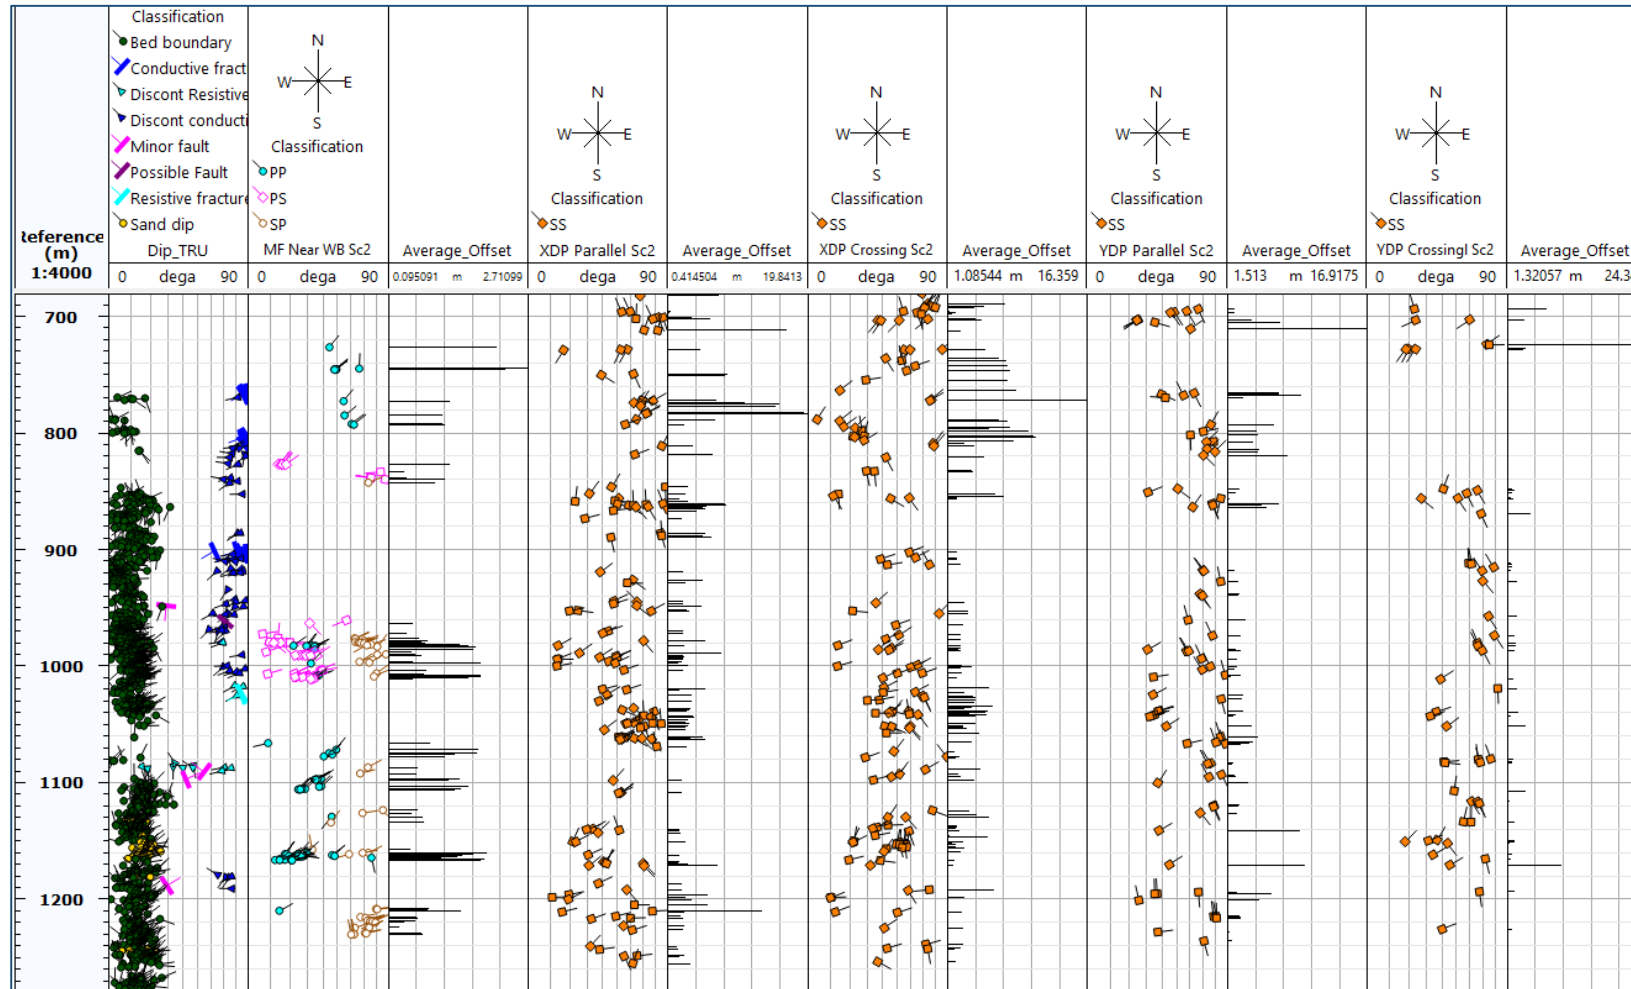 Classification
Bed boundary
Conductive fract
Discont Resistive
Discont conducti
Minor fault
Possible Fault
Resistive fracture
Sand dip
Dip_TRU
0 dega 90
N
W E
S
Classification
PP
PS
SP
MF Near WB Sc2
0 dega 90
Average_Offset
0.095091 m 2.71099
N
W E
S
Classification
SS
XDP Parallel Sc2
0 dega 90
Average_Offset
0.414504 m 19.8413
N
W E
S
Classification
SS
XDP Crossing Sc2
0 dega 90
Average_Offset
1.08544 m 16.359
N
W E
S
Classification
SS
YDP Parallel Sc2
0 dega 90
Average_Offset
1.513 m 16.9175
N
W E
S
Classification
SS
YDP Crossingl Sc2
0 dega 90
Average_Offset
1.32057 m 24.3
Reference
(m)
1:4000
700
800
900
1000
1100
1200